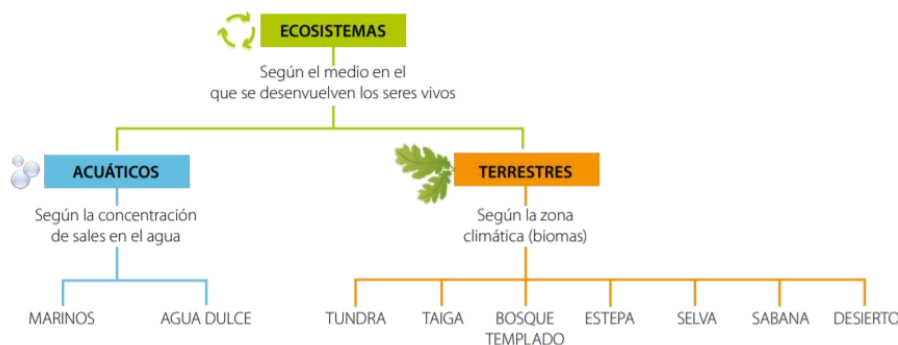 ECOSISTEMAS
Según el medio en el
que se desenvuelven los seres vivos
ACUÁTICOS
TERRESTRES
Según la concentración
de sales en el agua
Según la zona
climática (biomas)
MARINOS
AGUA DULCE
TUNDRA
TAIGA
BOSQUE
TEMPLADO
ESTEPA
SELVA
SABANA
DESIERTO